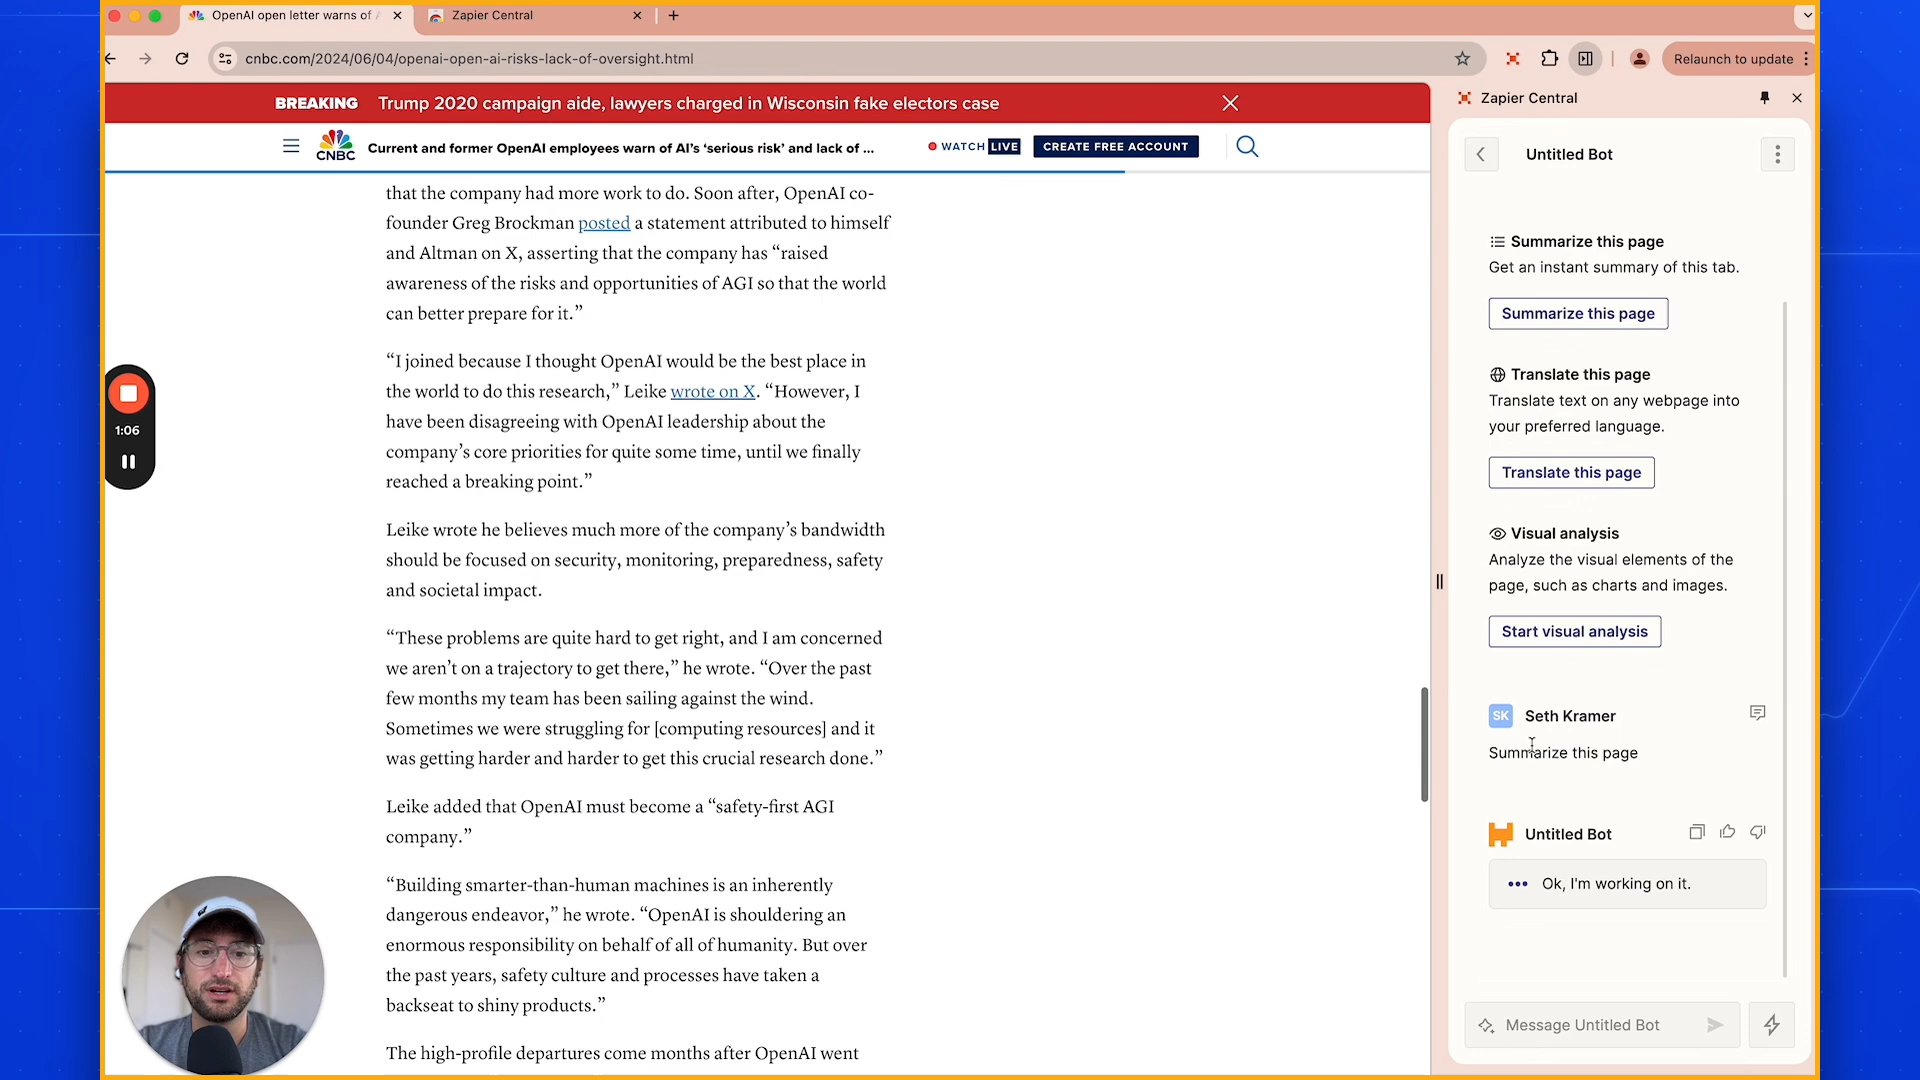 OpenAI open letter warns of
Zapier Central
cnbc.com/2024/06/04/openai-open-ai-risks-lack-of-oversight.html
Relaunch to update
BREAKING Trump 2020 campaign aide, lawyers charged in Wisconsin fake electors case
CNBC
Current and former OpenAI employees warn of AI’s ‘serious risk’ and lack of ...
WATCH LIVE
CREATE FREE ACCOUNT
that the company had more work to do. Soon after, OpenAI co-
founder Greg Brockman posted a statement attributed to himself
and Altman on X, asserting that the company has “raised
awareness of the risks and opportunities of AGI so that the world
can better prepare for it.”
“I joined because I thought OpenAI would be the best place in
the world to do this research,” Leike wrote on X. “However, I
have been disagreeing with OpenAI leadership about the
company’s core priorities for quite some time, until we finally
reached a breaking point.”
Leike wrote he believes much more of the company’s bandwidth
should be focused on security, monitoring, preparedness, safety
and societal impact.
“These problems are quite hard to get right, and I am concerned
we aren’t on a trajectory to get there,” he wrote. “Over the past
few months my team has been sailing against the wind.
Sometimes we were struggling for [computing resources] and it
was getting harder and harder to get this crucial research done.”
Leike added that OpenAI must become a “safety-first AGI
company.”
“Building smarter-than-human machines is an inherently
dangerous endeavor,” he wrote. “OpenAI is shouldering an
enormous responsibility on behalf of all of humanity. But over
the past years, safety culture and processes have taken a
backseat to shiny products.”
The high-profile departures come months after OpenAI went
1:06
Zapier Central
Untitled Bot
Summarize this page
Get an instant summary of this tab.
Summarize this page
Translate this page
Translate text on any webpage into
your preferred language.
Translate this page
Visual analysis
Analyze the visual elements of the
page, such as charts and images.
Start visual analysis
SK Seth Kramer
Summarize this page
Untitled Bot
Ok, I'm working on it.
Message Untitled Bot